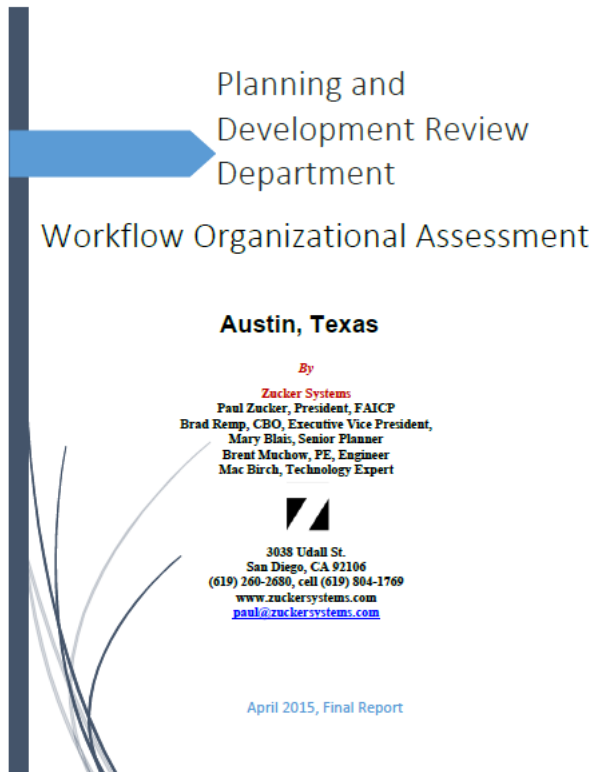 Planning and
Development Review
Department
Workflow Organizational Assessment
Austin, Texas
By
Zucker Systems
Paul Zucker, President, FAICP
Brad Remp, CBO, Executive Vice President,
Mary Blais, Senior Planner
Brent Muchow, PE, Engineer
Mac Birch, Technology Expert
3038 Udall St.
San Diego, CA 92106
(619) 260-2680, cell (619) 804-1769
www.zuckersystems.com
paul@zuckersystems.com
April 2015, Final Report